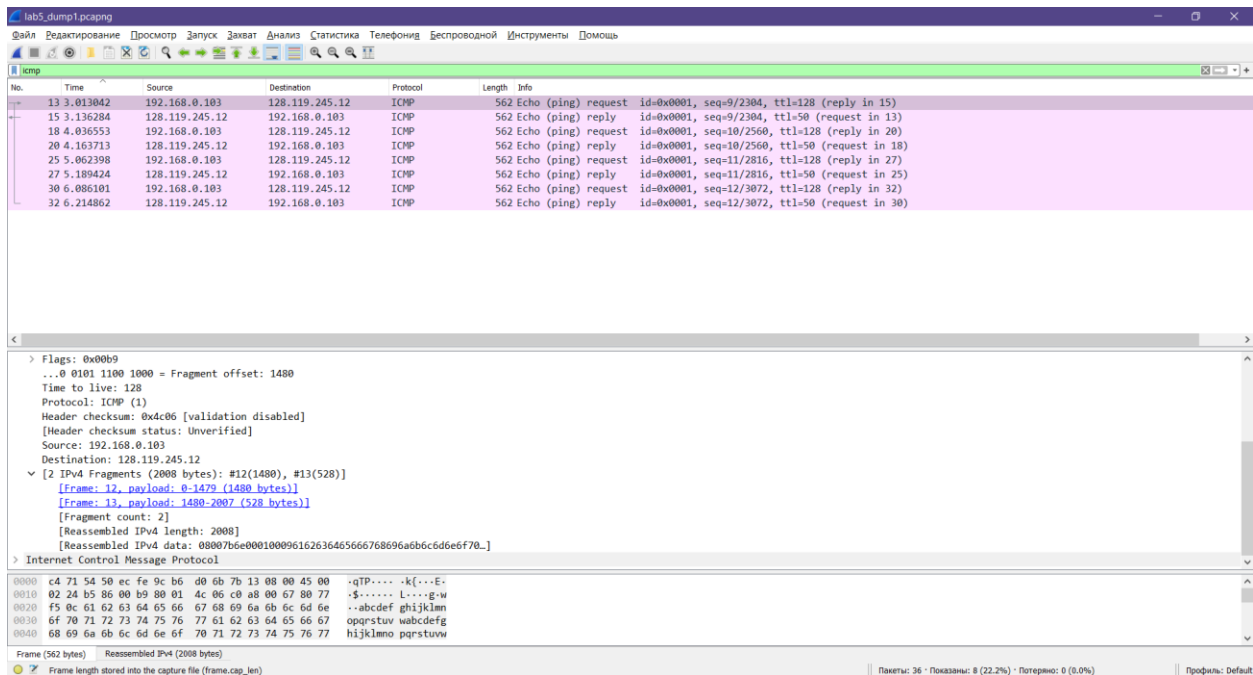 lab5_dump1.pcapng
Файл Редактирование Просмотр Запуск Захват Анализ Статистика Телефония Беспроводной Инструменты Помощь
icmp
No. Time Source Destination Protocol Length Info
13 3.013042 192.168.0.103 128.119.245.12 ICMP 562 Echo (ping) request id=0x0001, seq=9/2304, ttl=128 (reply in 15)
15 3.136284 128.119.245.12 192.168.0.103 ICMP 562 Echo (ping) reply id=0x0001, seq=9/2304, ttl=50 (request in 13)
18 4.036553 192.168.0.103 128.119.245.12 ICMP 562 Echo (ping) request id=0x0001, seq=10/2560, ttl=128 (reply in 20)
20 4.163713 128.119.245.12 192.168.0.103 ICMP 562 Echo (ping) reply id=0x0001, seq=10/2560, ttl=50 (request in 18)
25 5.062398 192.168.0.103 128.119.245.12 ICMP 562 Echo (ping) request id=0x0001, seq=11/2816, ttl=128 (reply in 27)
27 5.189424 128.119.245.12 192.168.0.103 ICMP 562 Echo (ping) reply id=0x0001, seq=11/2816, ttl=50 (request in 25)
30 6.086101 192.168.0.103 128.119.245.12 ICMP 562 Echo (ping) request id=0x0001, seq=12/3072, ttl=128 (reply in 32)
32 6.214862 128.119.245.12 192.168.0.103 ICMP 562 Echo (ping) reply id=0x0001, seq=12/3072, ttl=50 (request in 30)
> Flags: 0x00b9
...0 0101 1100 1000 = Fragment offset: 1480
Time to live: 128
Protocol: ICMP (1)
Header checksum: 0x4c06 [validation disabled]
[Header checksum status: Unverified]
Source: 192.168.0.103
Destination: 128.119.245.12
[2 IPv4 Fragments (2008 bytes): #12(1480), #13(528)]
[Frame: 12, payload: 0-1479 (1480 bytes)]
[Frame: 13, payload: 1480-2007 (528 bytes)]
[Fragment count: 2]
[Reassembled IPv4 length: 2008]
[Reassembled IPv4 data: 08007b6e000100096162636465666768696a6b6c6d6e6f70…]
> Internet Control Message Protocol
0000 c4 71 54 50 ec fe 9c b6 d0 6b 7b 13 08 00 45 00 ·qTP···· ·k{···E·
0010 02 24 b5 86 00 b9 80 01 4c 06 c0 a8 00 67 80 77 ·$······ L····g·w
0020 f5 0c 61 62 63 64 65 66 67 68 69 6a 6b 6c 6d 6e ··abcdef ghijklmn
0030 6f 70 71 72 73 74 75 76 77 61 62 63 64 65 66 67 opqrstuv wabcdefg
0040 68 69 6a 6b 6c 6d 6e 6f 70 71 72 73 74 75 76 77 hijklmno pqrstuvw
Frame (562 bytes) Reassembled IPv4 (2008 bytes)
Frame length stored into the capture file (frame.cap_len) Пакеты: 36 · Показаны: 8 (22.2%) · Потеряно: 0 (0.0%) Профиль: Default